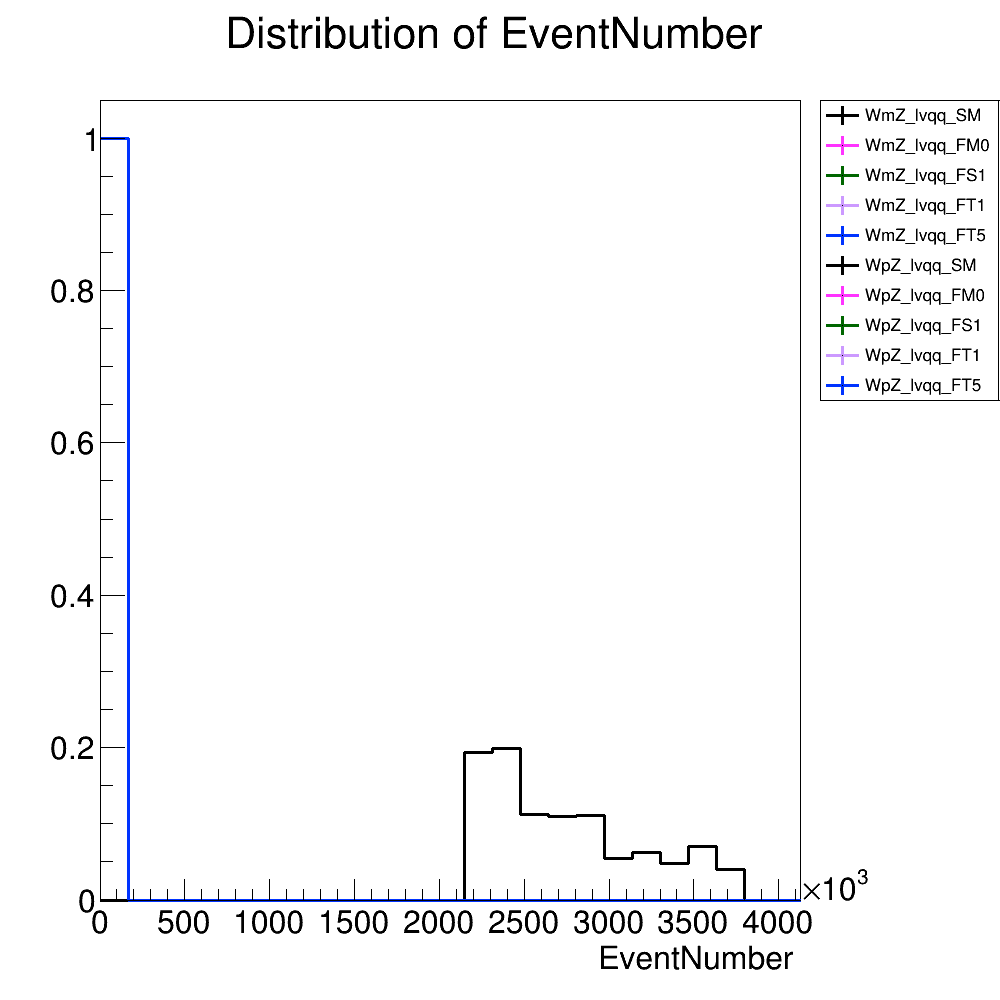 Distribution of EventNumber
WmZ_lvqq_SM
WmZ_lvqq_FM0
WmZ_lvqq_FS1
WmZ_lvqq_FT1
WmZ_lvqq_FT5
WpZ_lvqq_SM
WpZ_lvqq_FM0
WpZ_lvqq_FS1
WpZ_lvqq_FT1
WpZ_lvqq_FT5
1
0.8
0.6
0.4
0.2
0
0 500 1000 1500 2000 2500 3000 3500 4000
×10³
EventNumber